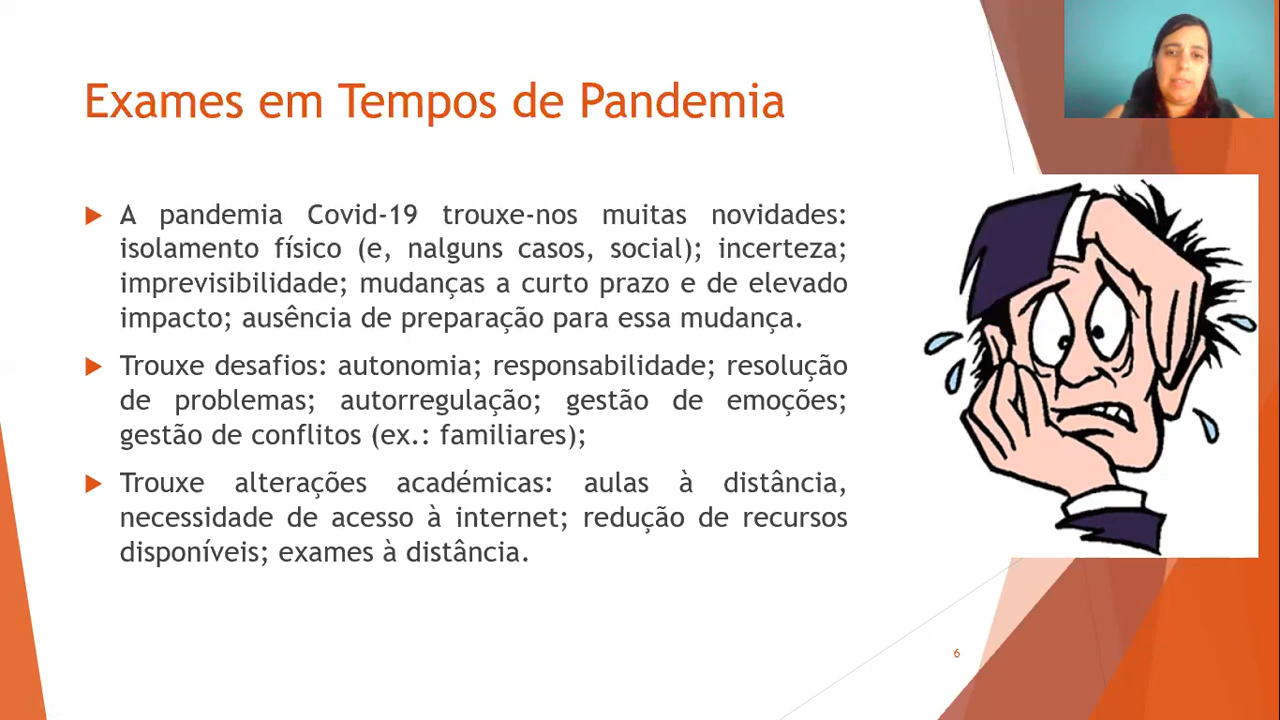 Exames em Tempos de Pandemia
A pandemia Covid-19 trouxe-nos muitas novidades:
isolamento físico (e, nalguns casos, social); incerteza;
imprevisibilidade; mudanças a curto prazo e de elevado
impacto; ausência de preparação para essa mudança.
Trouxe desafios: autonomia; responsabilidade; resolução
de problemas; autorregulação; gestão de emoções;
gestão de conflitos (ex.: familiares);
Trouxe alterações académicas: aulas à distância,
necessidade de acesso à internet; redução de recursos
disponíveis; exames à distância.
6